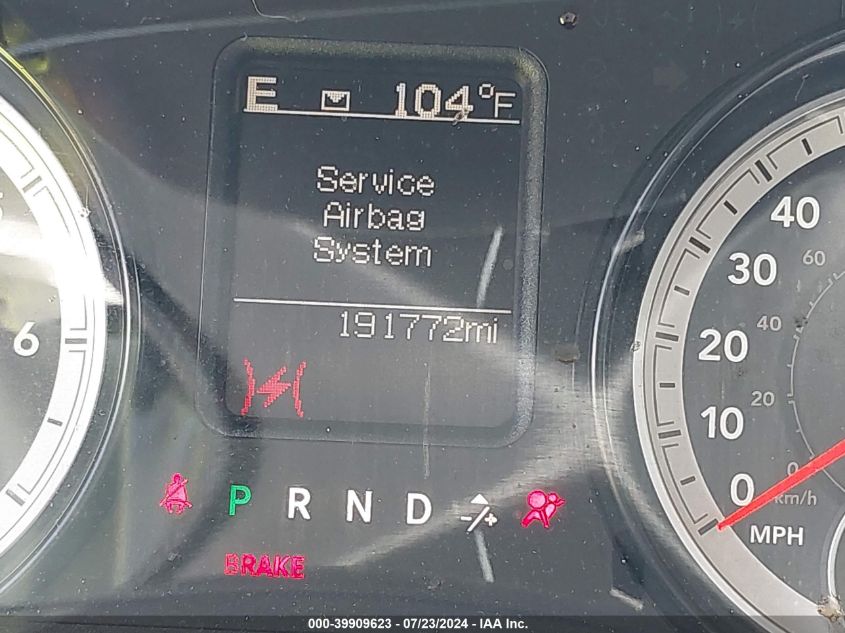 E 104°F
Service
Airbag
System
191772mi
6
40
30
20
10
0
60
40
20
0
km/h
MPH
P R N D
BRAKE
000-39909623 - 07/23/2024 - IAA Inc.